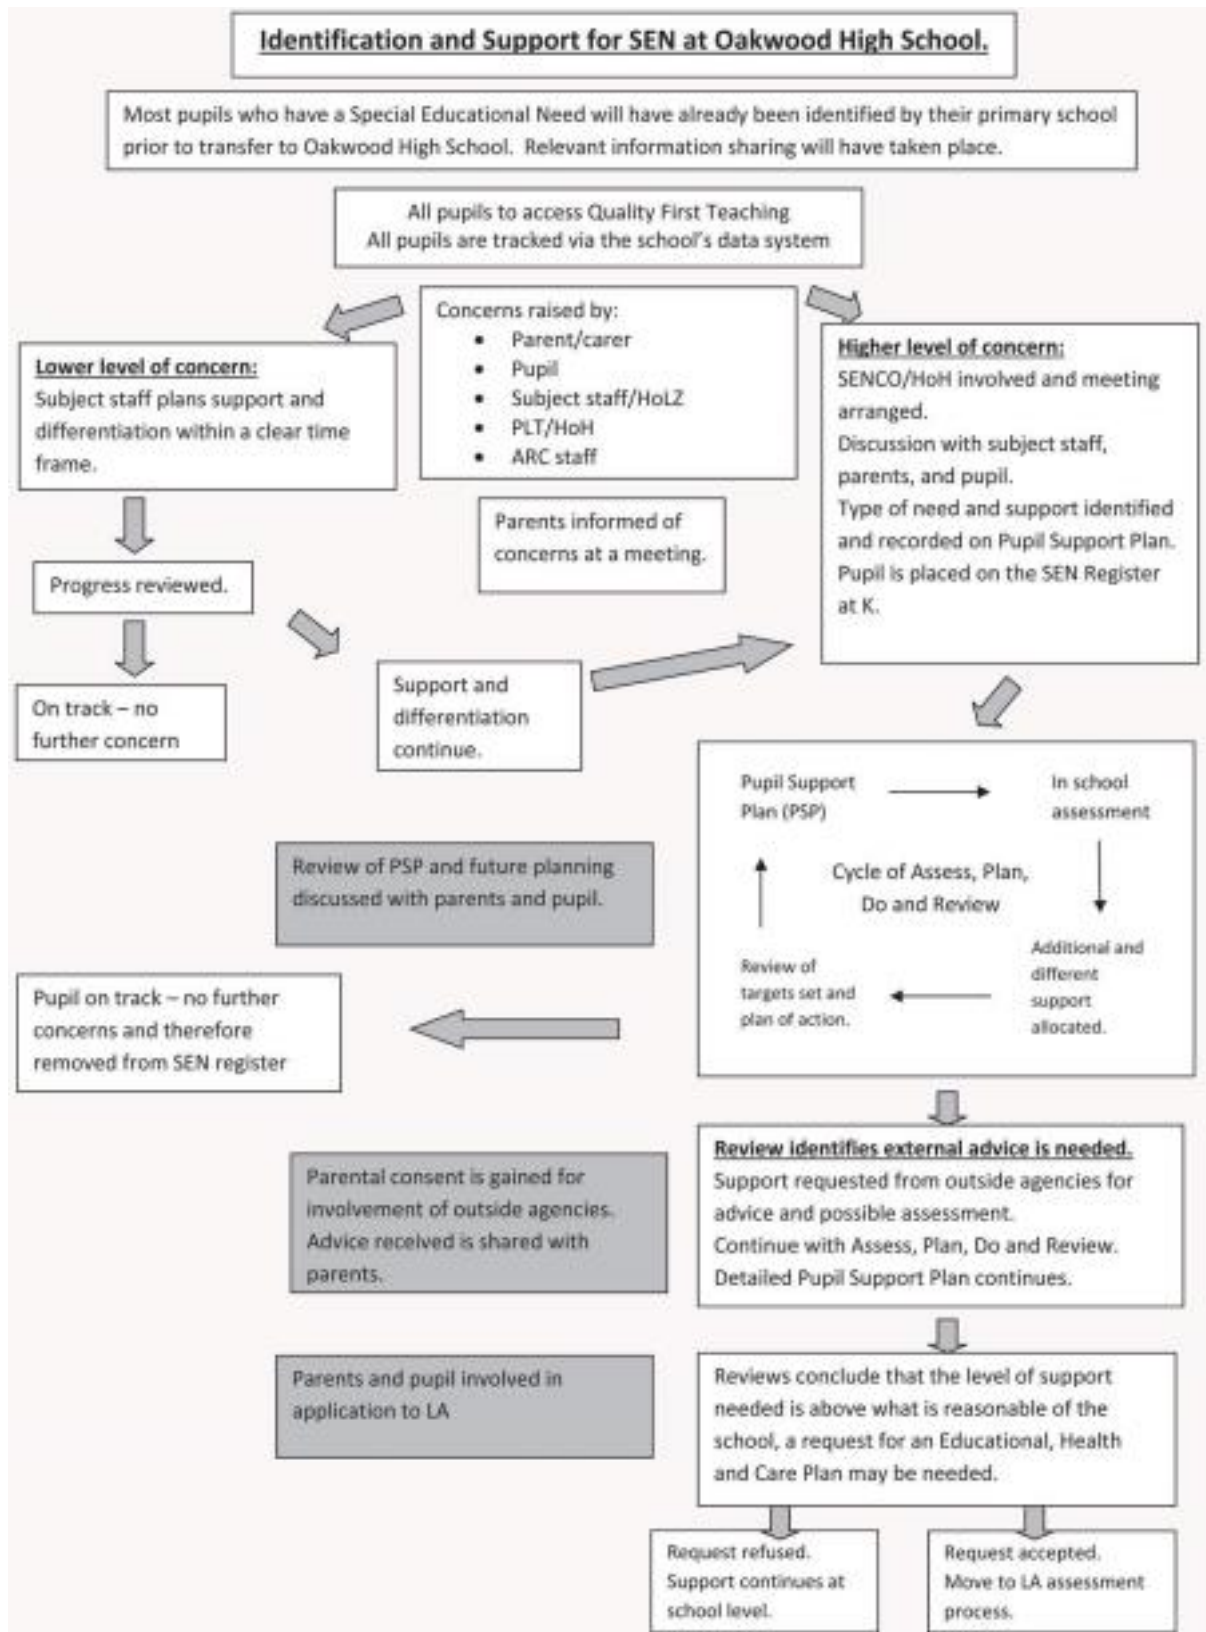 Identification and Support for SEN at Oakwood High School.
Most pupils who have a Special Educational Need will have already been identified by their primary school
prior to transfer to Oakwood High School. Relevant information sharing will have taken place.
All pupils to access Quality First Teaching
All pupils are tracked via the school's data system
Concerns raised by:
• Parent/carer
• Pupil
• Subject staff/HoLZ
• PLT/HoH
• ARC staff
Lower level of concern:
Subject staff plans support and
differentiation within a clear time
frame.
Higher level of concern:
SENCO/HoH involved and meeting
arranged.
Discussion with subject staff,
parents, and pupil.
Type of need and support identified
and recorded on Pupil Support Plan.
Pupil is placed on the SEN Register
at K.
Parents informed of
concerns at a meeting.
Progress reviewed.
On track – no
further concern
Support and
differentiation
continue.
Pupil Support
Plan (PSP)
In school
assessment
Cycle of Assess, Plan,
Do and Review
Additional and
different
support
allocated.
Review of
targets set and
plan of action.
Review of PSP and future planning
discussed with parents and pupil.
Pupil on track – no further
concerns and therefore
removed from SEN register
Review identifies external advice is needed.
Support requested from outside agencies for
advice and possible assessment.
Continue with Assess, Plan, Do and Review.
Detailed Pupil Support Plan continues.
Parental consent is gained for
involvement of outside agencies.
Advice received is shared with
parents.
Parents and pupil involved in
application to LA
Reviews conclude that the level of support
needed is above what is reasonable of the
school, a request for an Educational, Health
and Care Plan may be needed.
Request refused.
Support continues at
school level.
Request accepted.
Move to LA assessment
process.